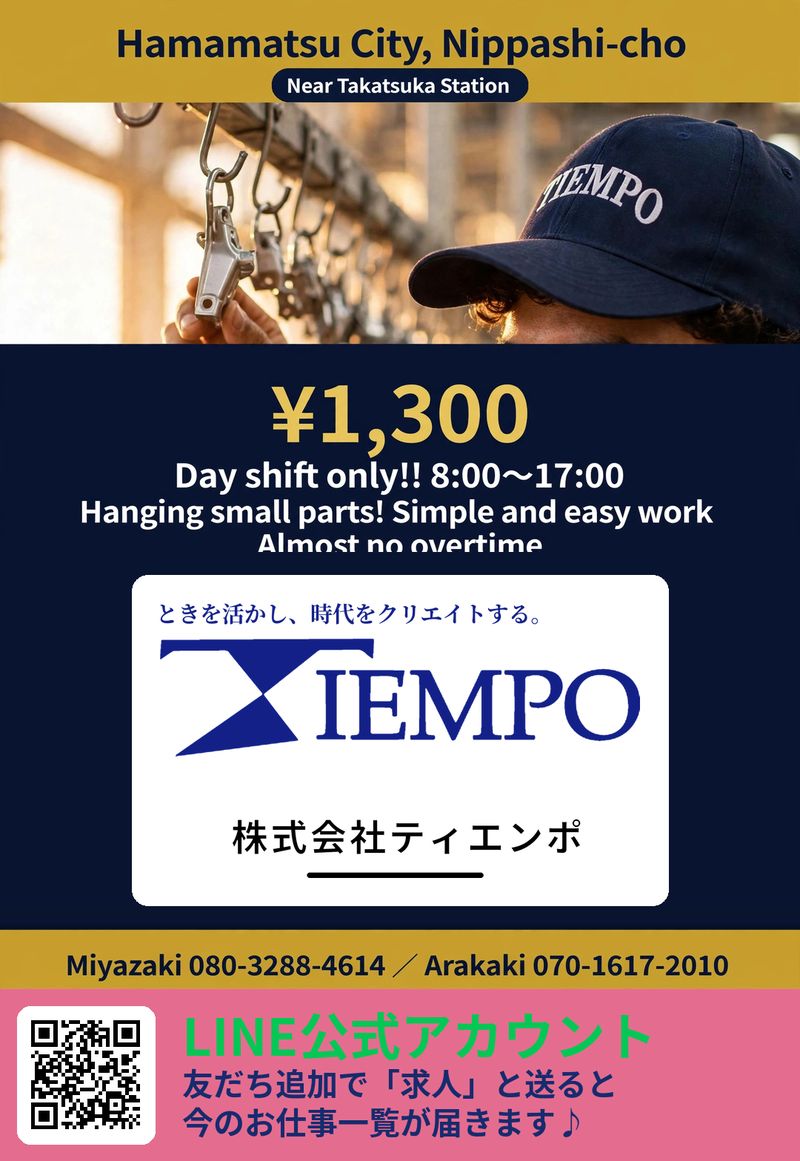 Hamamatsu City, Nippashi-cho
Near Takatsuka Station
TIEMPO
¥1,300
Day shift only!! 8:00〜17:00
Hanging small parts! Simple and easy work
Almost no overtime
ときを活かし、時代をクリエイトする。
TIEMPO
株式会社ティエンポ
Miyazaki 080-3288-4614 ／ Arakaki 070-1617-2010
LINE公式アカウント
友だち追加で「求人」と送ると
今のお仕事一覧が届きます♪